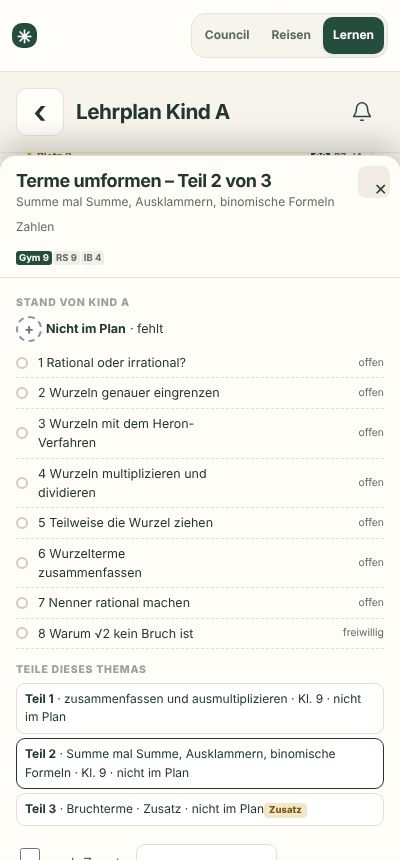 Council Reisen Lernen
‹ Lehrplan Kind A
Terme umformen – Teil 2 von 3
×
Summe mal Summe, Ausklammern, binomische Formeln
Zahlen
Gym 9 RS 9 IB 4
STAND VON KIND A
+ Nicht im Plan · fehlt
1 Rational oder irrational? offen
2 Wurzeln genauer eingrenzen offen
3 Wurzeln mit dem Heron-
Verfahren offen
4 Wurzeln multiplizieren und
dividieren offen
5 Teilweise die Wurzel ziehen offen
6 Wurzelterme
zusammenfassen offen
7 Nenner rational machen offen
8 Warum √2 kein Bruch ist freiwillig
TEILE DIESES THEMAS
Teil 1 · zusammenfassen und ausmultiplizieren · Kl. 9 · nicht
im Plan
Teil 2 · Summe mal Summe, Ausklammern, binomische
Formeln · Kl. 9 · nicht im Plan
Teil 3 · Bruchterme · Zusatz · nicht im Plan Zusatz